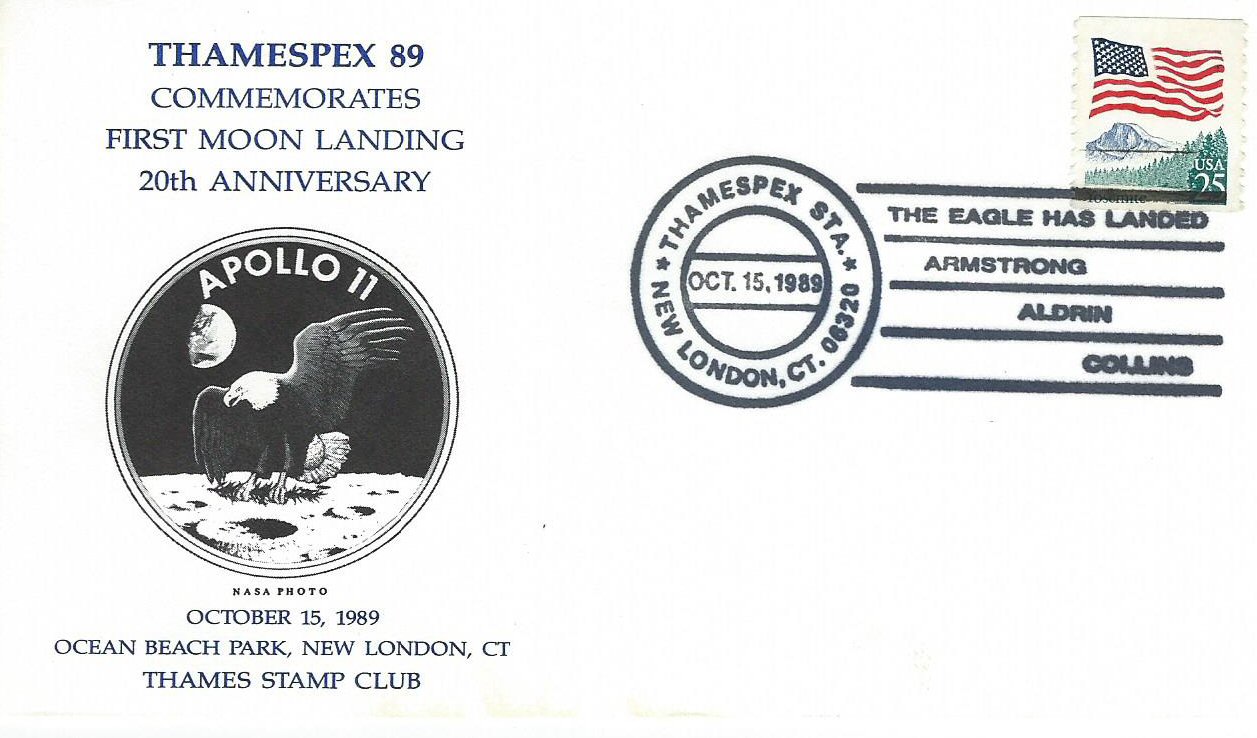 THAMESPEX 89
COMMEMORATES
FIRST MOON LANDING
20th ANNIVERSARY
APOLLO 11
NASA PHOTO
OCTOBER 15, 1989
OCEAN BEACH PARK, NEW LONDON, CT
THAMES STAMP CLUB
USA
25
Yosemite
★ THAMESPEX STA. ★
OCT. 15, 1989
NEW LONDON, CT. 06320
THE EAGLE HAS LANDED
ARMSTRONG
ALDRIN
COLLINS